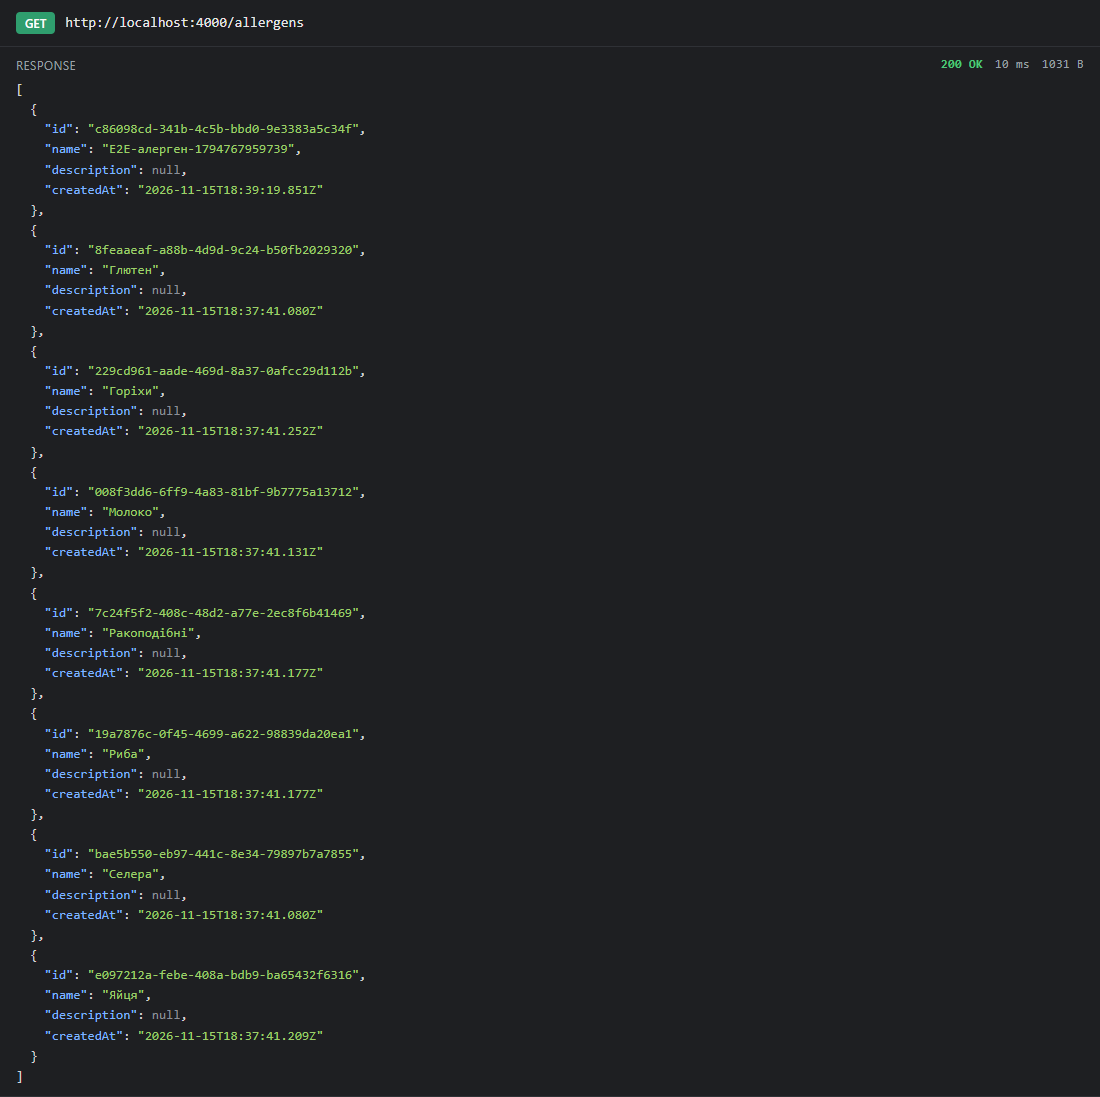 GET http://localhost:4000/allergens
RESPONSE 200 OK 10 ms 1031 B
[
{
"id": "c86098cd-341b-4c5b-bbd0-9e3383a5c34f",
"name": "E2E-алерген-1794767959739",
"description": null,
"createdAt": "2026-11-15T18:39:19.851Z"
},
{
"id": "8feaaeaf-a88b-4d9d-9c24-b50fb2029320",
"name": "Глютен",
"description": null,
"createdAt": "2026-11-15T18:37:41.080Z"
},
{
"id": "229cd961-aade-469d-8a37-0afcc29d112b",
"name": "Горіхи",
"description": null,
"createdAt": "2026-11-15T18:37:41.252Z"
},
{
"id": "008f3dd6-6ff9-4a83-81bf-9b7775a13712",
"name": "Молоко",
"description": null,
"createdAt": "2026-11-15T18:37:41.131Z"
},
{
"id": "7c24f5f2-408c-48d2-a77e-2ec8f6b41469",
"name": "Ракоподібні",
"description": null,
"createdAt": "2026-11-15T18:37:41.177Z"
},
{
"id": "19a7876c-0f45-4699-a622-98839da20ea1",
"name": "Риба",
"description": null,
"createdAt": "2026-11-15T18:37:41.177Z"
},
{
"id": "bae5b550-eb97-441c-8e34-79897b7a7855",
"name": "Селера",
"description": null,
"createdAt": "2026-11-15T18:37:41.080Z"
},
{
"id": "e097212a-febe-408a-bdb9-ba65432f6316",
"name": "Яйця",
"description": null,
"createdAt": "2026-11-15T18:37:41.209Z"
}
]